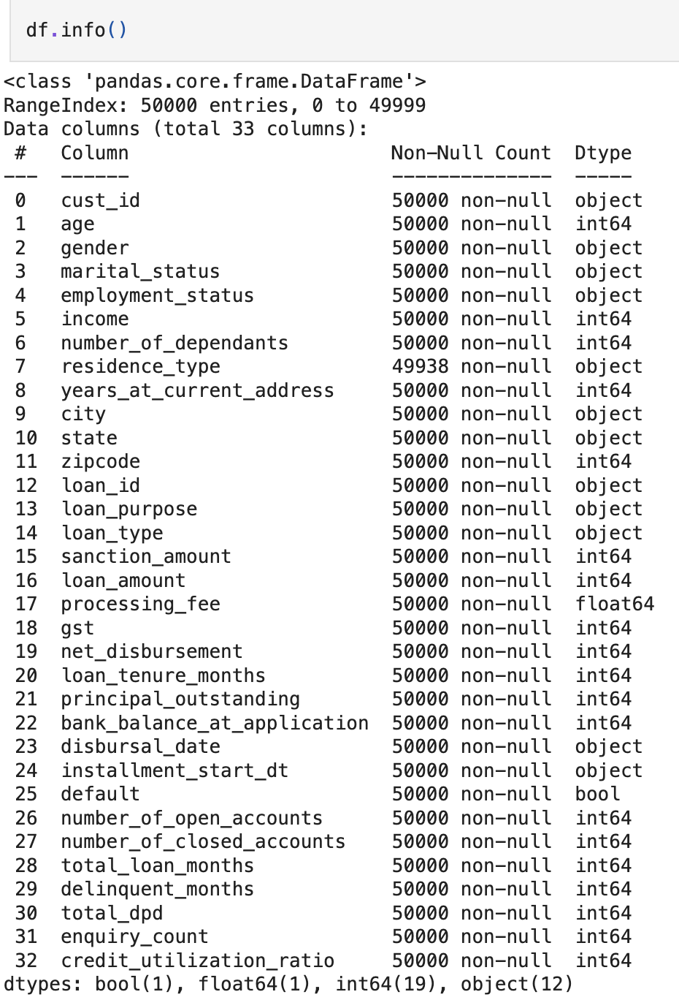 df.info()
<class 'pandas.core.frame.DataFrame'>
RangeIndex: 50000 entries, 0 to 49999
Data columns (total 33 columns):
 #   Column                       Non-Null Count  Dtype
---  ------                       --------------  -----
 0   cust_id                      50000 non-null  object
 1   age                          50000 non-null  int64
 2   gender                       50000 non-null  object
 3   marital_status               50000 non-null  object
 4   employment_status            50000 non-null  object
 5   income                       50000 non-null  int64
 6   number_of_dependants         50000 non-null  int64
 7   residence_type               49938 non-null  object
 8   years_at_current_address     50000 non-null  int64
 9   city                         50000 non-null  object
 10  state                        50000 non-null  object
 11  zipcode                      50000 non-null  int64
 12  loan_id                      50000 non-null  object
 13  loan_purpose                 50000 non-null  object
 14  loan_type                    50000 non-null  object
 15  sanction_amount              50000 non-null  int64
 16  loan_amount                  50000 non-null  int64
 17  processing_fee               50000 non-null  float64
 18  gst                          50000 non-null  int64
 19  net_disbursement             50000 non-null  int64
 20  loan_tenure_months           50000 non-null  int64
 21  principal_outstanding        50000 non-null  int64
 22  bank_balance_at_application  50000 non-null  int64
 23  disbursal_date               50000 non-null  object
 24  installment_start_dt         50000 non-null  object
 25  default                      50000 non-null  bool
 26  number_of_open_accounts      50000 non-null  int64
 27  number_of_closed_accounts    50000 non-null  int64
 28  total_loan_months            50000 non-null  int64
 29  delinquent_months            50000 non-null  int64
 30  total_dpd                    50000 non-null  int64
 31  enquiry_count                50000 non-null  int64
 32  credit_utilization_ratio     50000 non-null  int64
dtypes: bool(1), float64(1), int64(19), object(12)